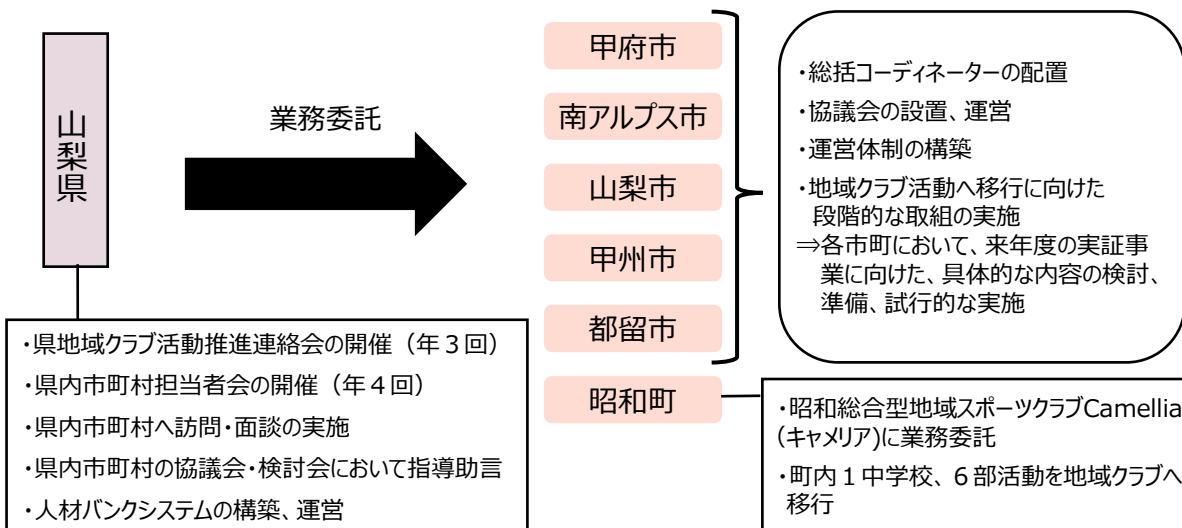 山梨県
業務委託
・県地域クラブ活動推進連絡会の開催（年３回）
・県内市町村担当者会の開催（年４回）
・県内市町村へ訪問・面談の実施
・県内市町村の協議会・検討会において指導助言
・人材バンクシステムの構築、運営
甲府市
南アルプス市
山梨市
甲州市
都留市
昭和町
・総括コーディネーターの配置
・協議会の設置、運営
・運営体制の構築
・地域クラブ活動へ移行に向けた
段階的な取組の実施
⇒各市町において、来年度の実証事
業に向けた、具体的な内容の検討、
準備、試行的な実施
・昭和総合型地域スポーツクラブCamellia
(キャメリア)に業務委託
・町内１中学校、６部活動を地域クラブへ
移行